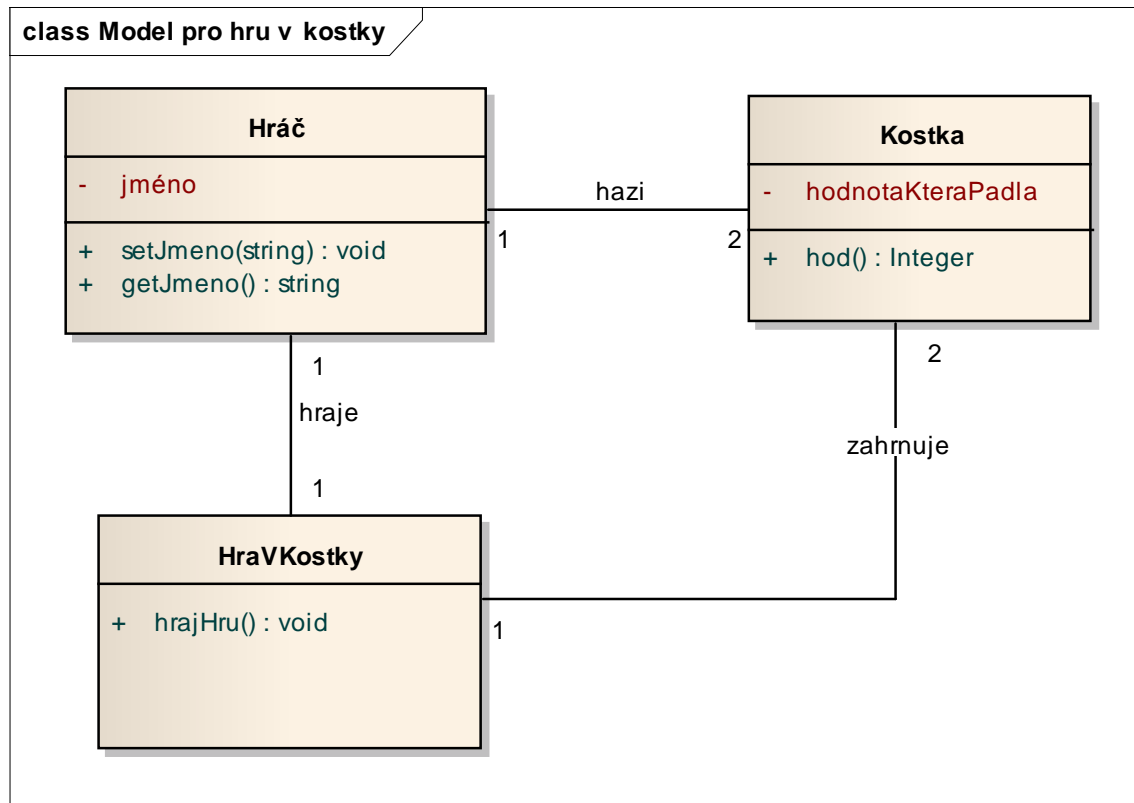 class Model pro hru v kostky
Hráč
- jméno
+ setJmeno(string) : void
+ getJmeno() : string
hazi
1
2
Kostka
- hodnotaKteraPadla
+ hod() : Integer
1
hraje
1
2
zahrnuje
HraVKostky
+ hrajHru() : void
1